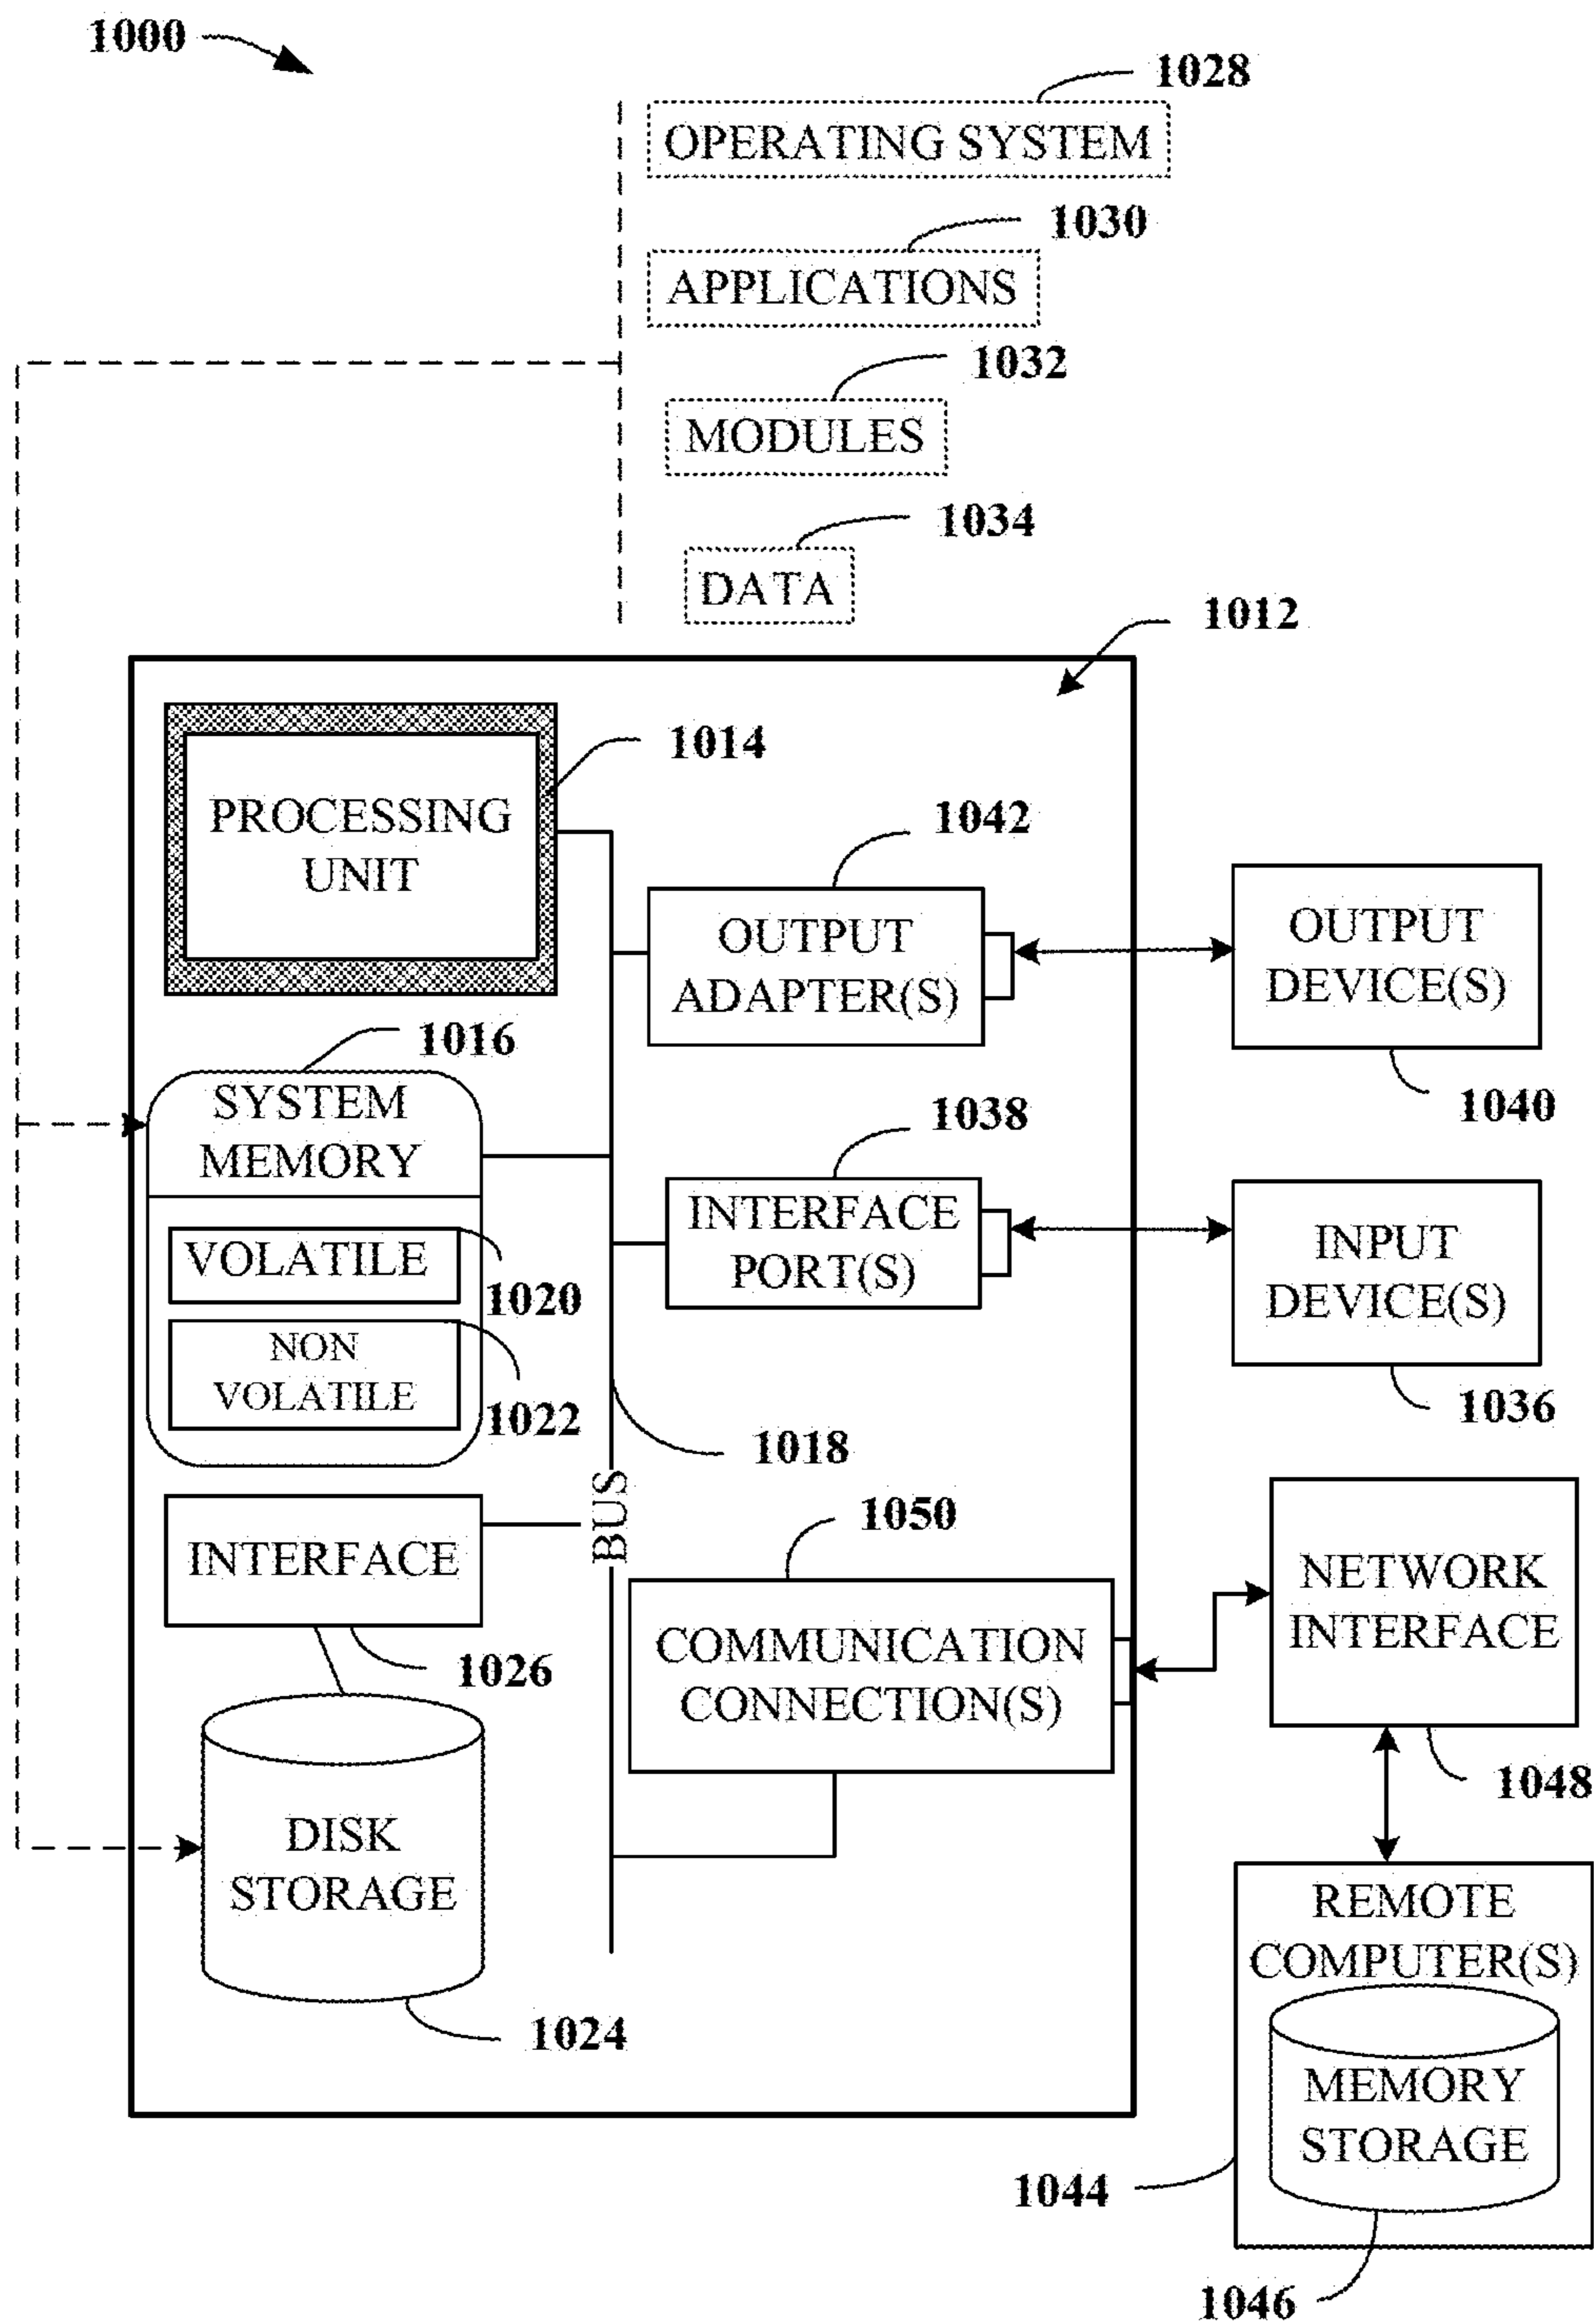 1000
1028
OPERATING SYSTEM
1030
APPLICATIONS
1032
MODULES
1034
DATA
1012
PROCESSING
UNIT
1014
1042
OUTPUT
ADAPTER(S)
OUTPUT
DEVICE(S)
1040
1016
SYSTEM
MEMORY
VOLATILE
1020
NON
VOLATILE
1022
1038
INTERFACE
PORT(S)
INPUT
DEVICE(S)
1036
1018
BUS
INTERFACE
1026
1050
COMMUNICATION
CONNECTION(S)
NETWORK
INTERFACE
1048
DISK
STORAGE
1024
REMOTE
COMPUTER(S)
MEMORY
STORAGE
1044
1046